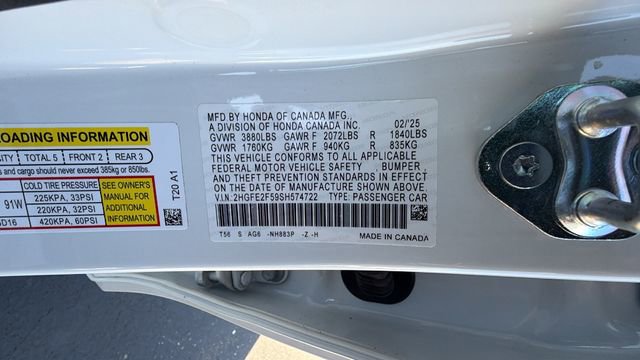 LOADING INFORMATION
CITY TOTAL 5 FRONT 2 REAR 3
s and cargo should never exceed 385kg or 850lbs.
COLD TIRE PRESSURE
SEE OWNER'S
MANUAL FOR
ADDITIONAL
INFORMATION
91W 225KPA, 33PSI
220KPA, 32PSI
D16 420KPA, 60PSI
T20 A1
MFD BY HONDA OF CANADA MFG., 02/'25
A DIVISION OF HONDA CANADA INC.
GVWR 3880LBS GAWR F 2072LBS R 1840LBS
GVWR 1760KG GAWR F 940KG R 835KG
THIS VEHICLE CONFORMS TO ALL APPLICABLE
FEDERAL MOTOR VEHICLE SAFETY BUMPER
AND THEFT PREVENTION STANDARDS IN EFFECT
ON THE DATE OF MANUFACTURE SHOWN ABOVE.
V.I.N.:2HGFE2F59SH574722 TYPE: PASSENGER CAR
T56 S AG6 -NH883P -Z -H MADE IN CANADA